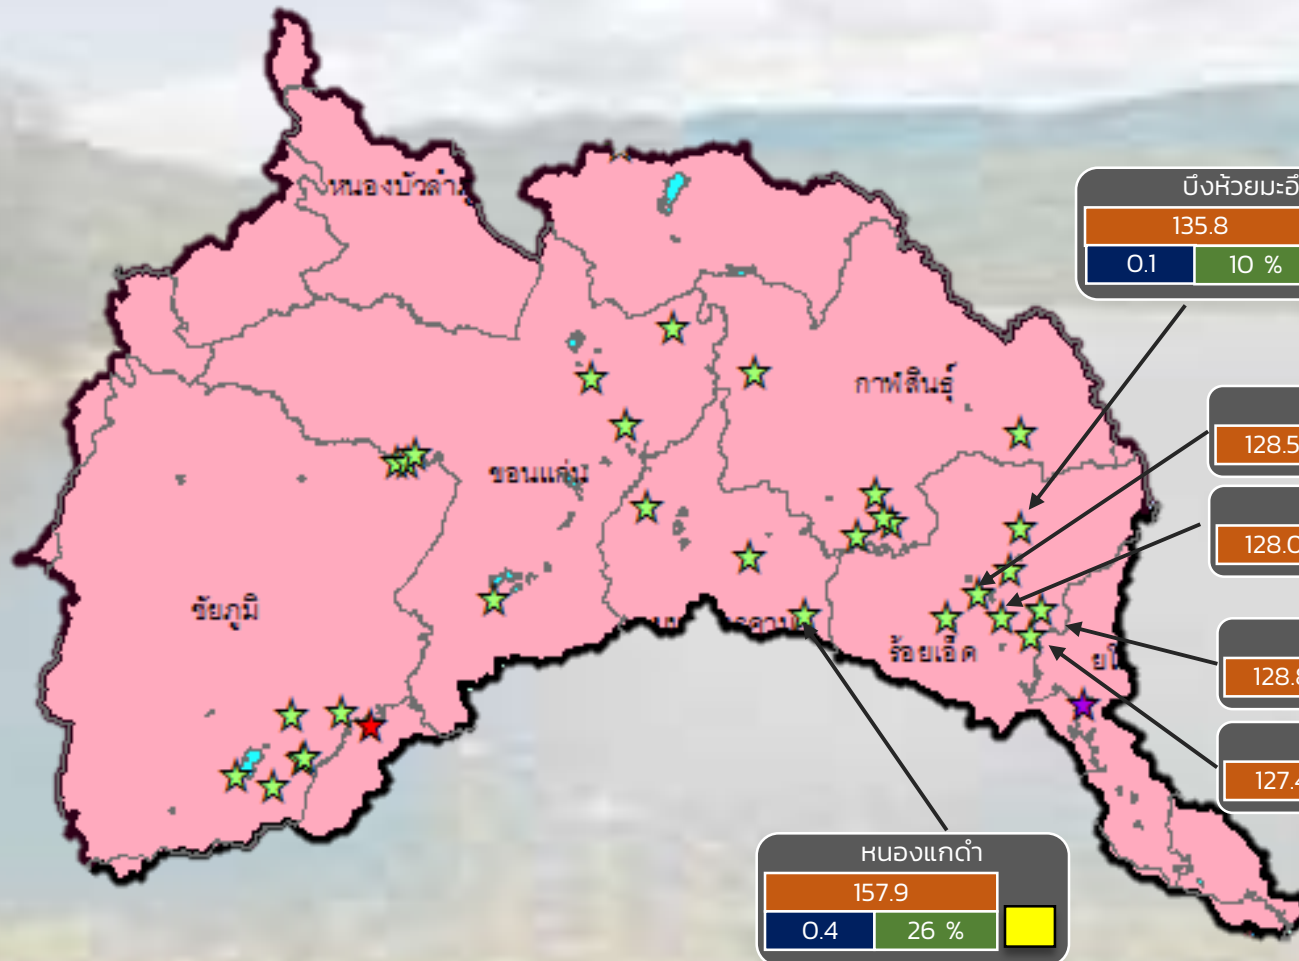 หนองบัวลำภู
บึงห้วยมะอึ
135.8
0.1 10 %
กาฬสินธุ์
128.5
ขอนแก่น
128.0
ชัยภูมิ
ร้อยเอ็ด
128.8
127.4
หนองแกดำ
157.9
0.4 26 %